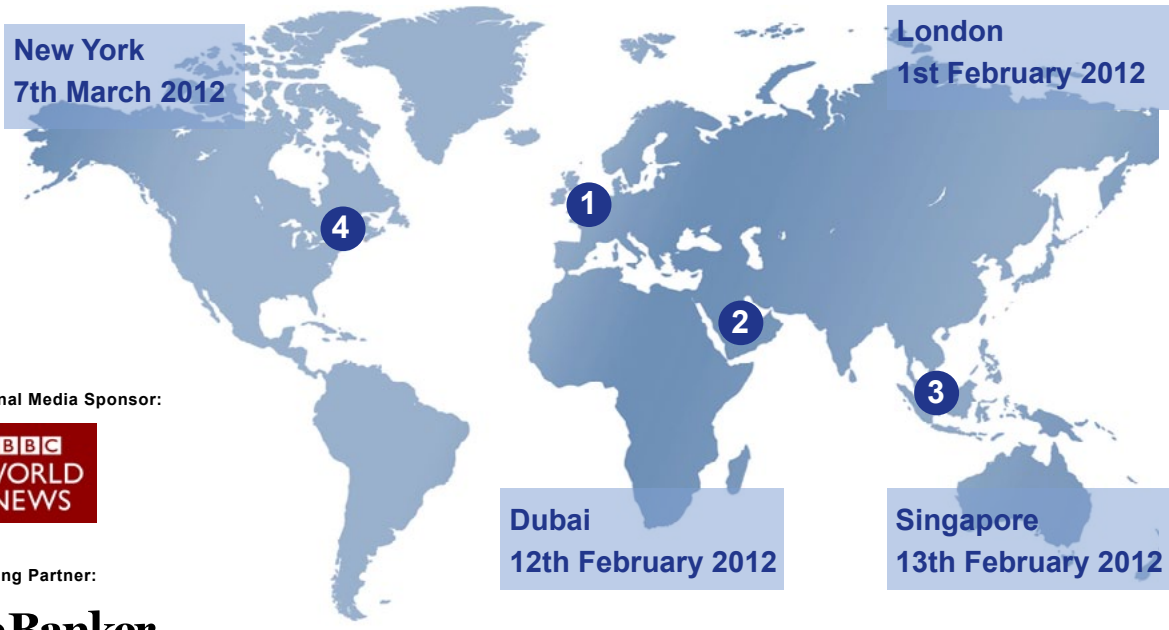 New York
7th March 2012
London
1st February 2012
1
4
2
3
nal Media Sponsor:
BBC
WORLD
NEWS
Dubai
12th February 2012
Singapore
13th February 2012
ng Partner:
Banker